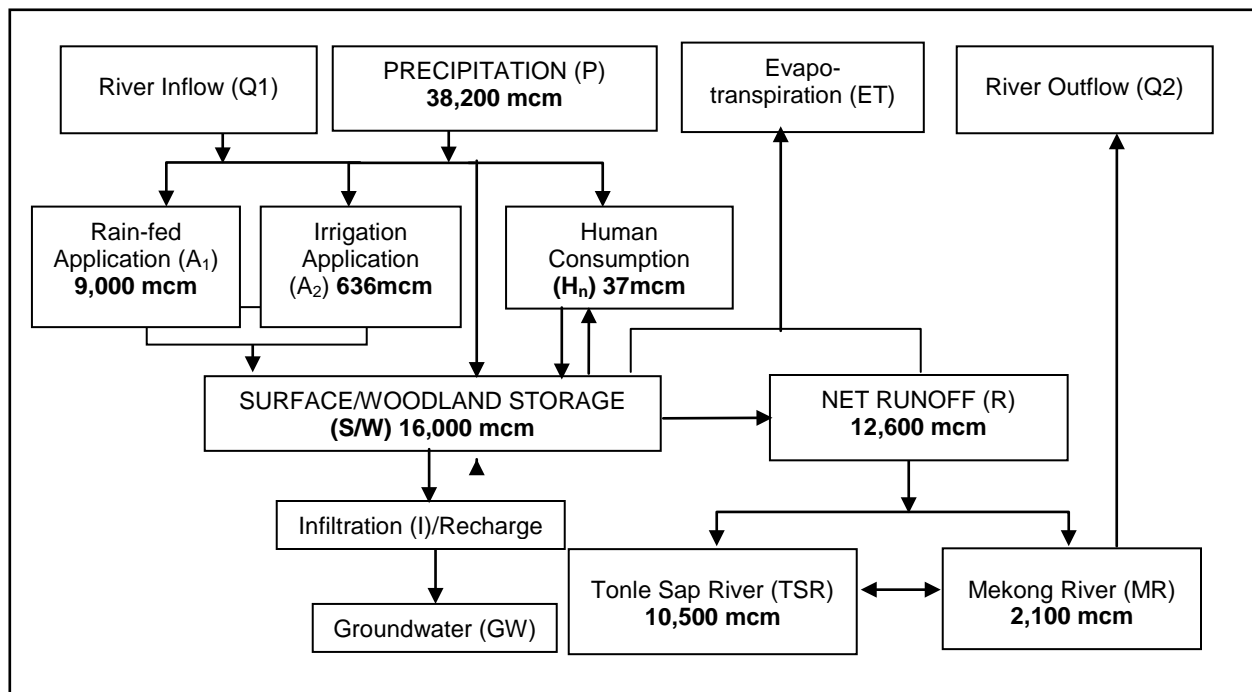 River Inflow (Q1)
PRECIPITATION (P)
38,200 mcm
Evapo-
transpiration (ET)
River Outflow (Q2)
Rain-fed
Application (A₁)
9,000 mcm
Irrigation
Application
(A₂) 636mcm
Human
Consumption
(Hₙ) 37mcm
SURFACE/WOODLAND STORAGE
(S/W) 16,000 mcm
NET RUNOFF (R)
12,600 mcm
Infiltration (I)/Recharge
Tonle Sap River (TSR)
10,500 mcm
Mekong River (MR)
2,100 mcm
Groundwater (GW)